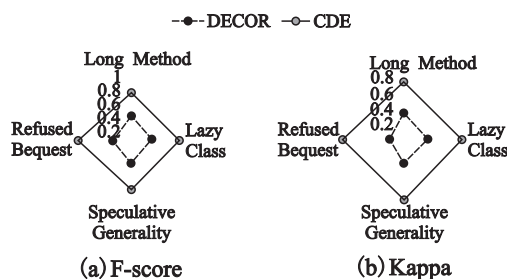 DECOR CDE
Long Method
1
0.8
0.6
0.4
0.2
Refused
Bequest
Lazy
Class
Speculative
Generality
(a) F-score
Long Method
0.8
0.6
0.4
0.2
Refused
Bequest
Lazy
Class
Speculative
Generality
(b) Kappa